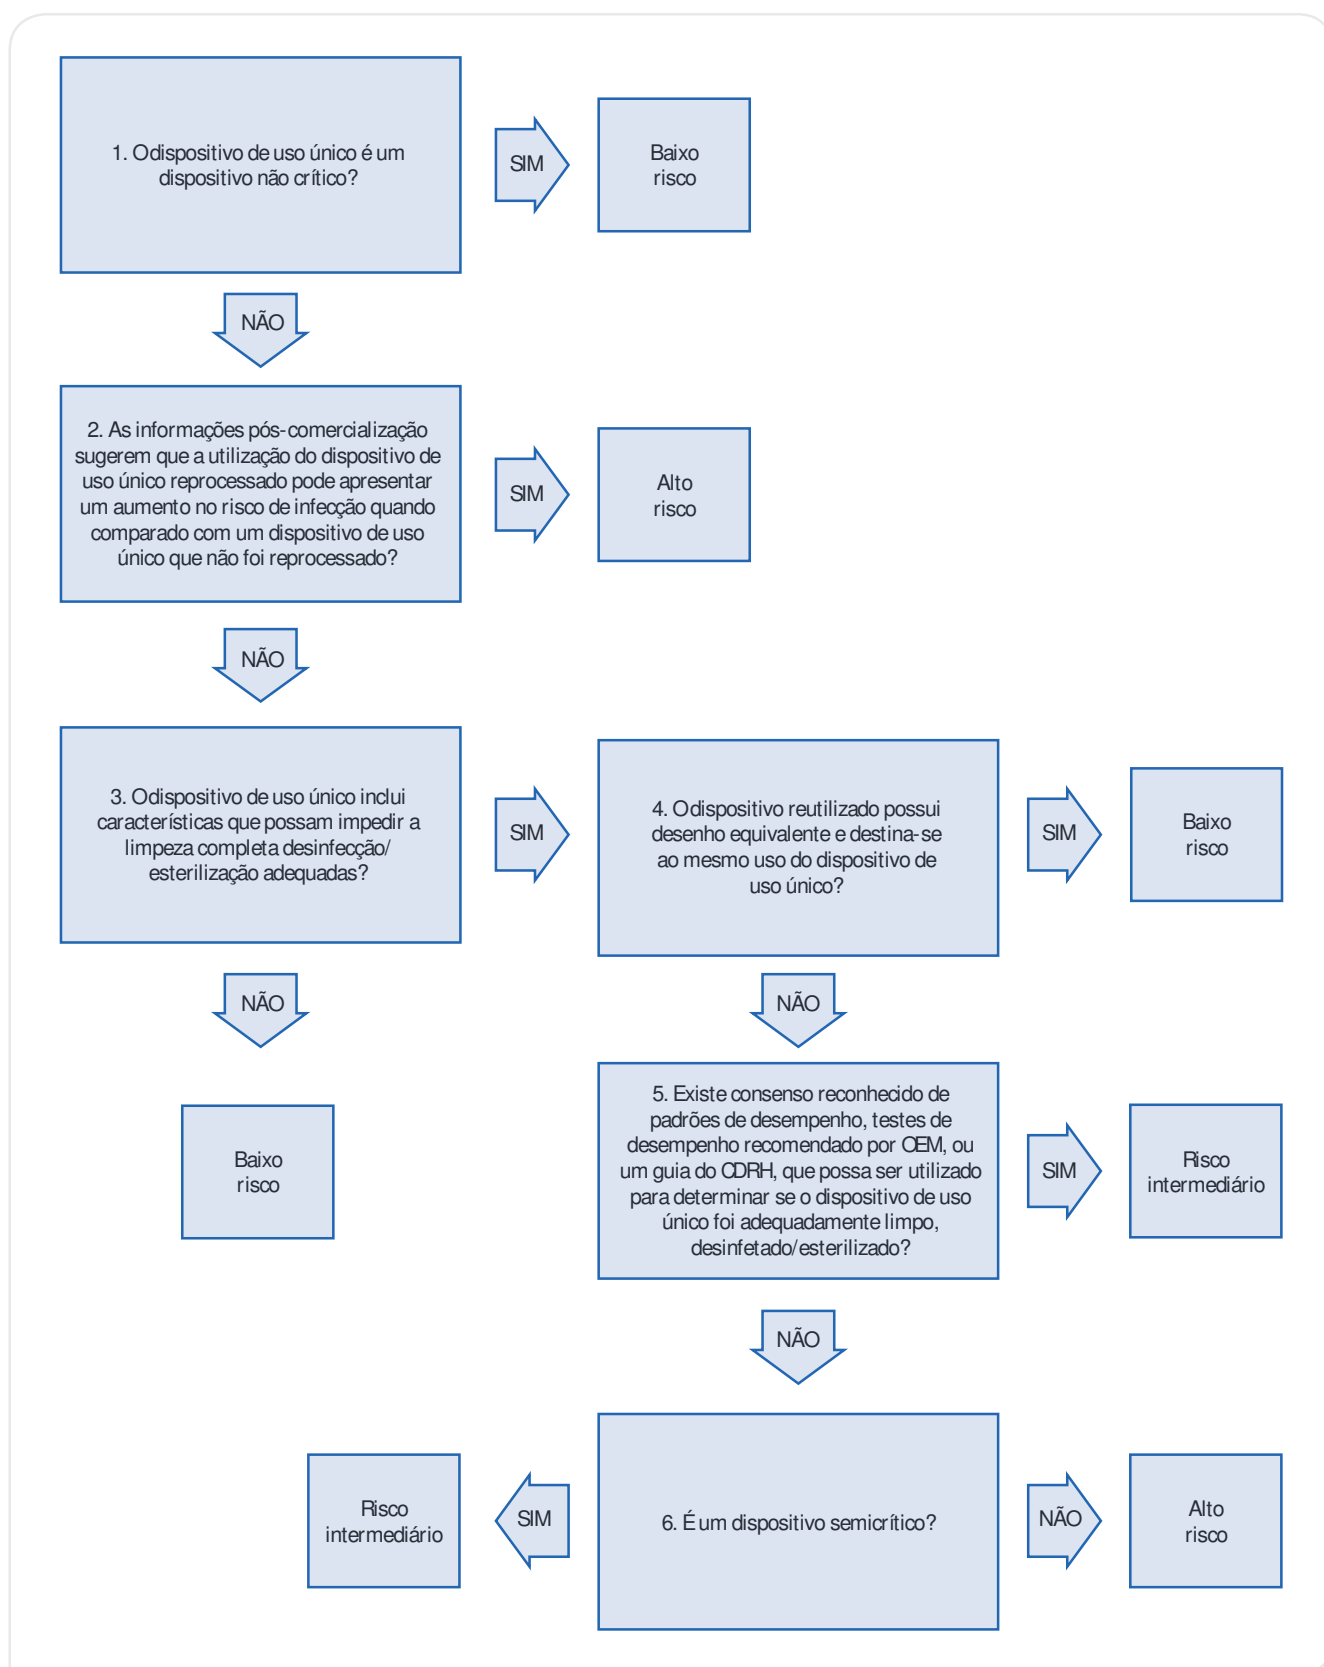 1. Odispositivo de uso único é um
dispositivo não crítico?
SIM
Baixo
risco
NÃO
2. As informações pós-comercialização
sugerem que a utilização do dispositivo de
uso único reprocessado pode apresentar
um aumento no risco de infecção quando
comparado com um dispositivo de uso
único que não foi reprocessado?
SIM
Alto
risco
NÃO
3. Odispositivo de uso único inclui
características que possam impedir a
limpeza completa desinfecção/
esterilização adequadas?
SIM
4. Odispositivo reutilizado possui
desenho equivalente e destina-se
ao mesmo uso do dispositivo de
uso único?
SIM
Baixo
risco
NÃO
Baixo
risco
NÃO
5. Existe consenso reconhecido de
padrões de desempenho, testes de
desempenho recomendado por OEM, ou
um guia do CDRH, que possa ser utilizado
para determinar se o dispositivo de uso
único foi adequadamente limpo,
desinfetado/esterilizado?
SIM
Risco
intermediário
NÃO
6. É um dispositivo semicrítico?
SIM
Risco
intermediário
NÃO
Alto
risco